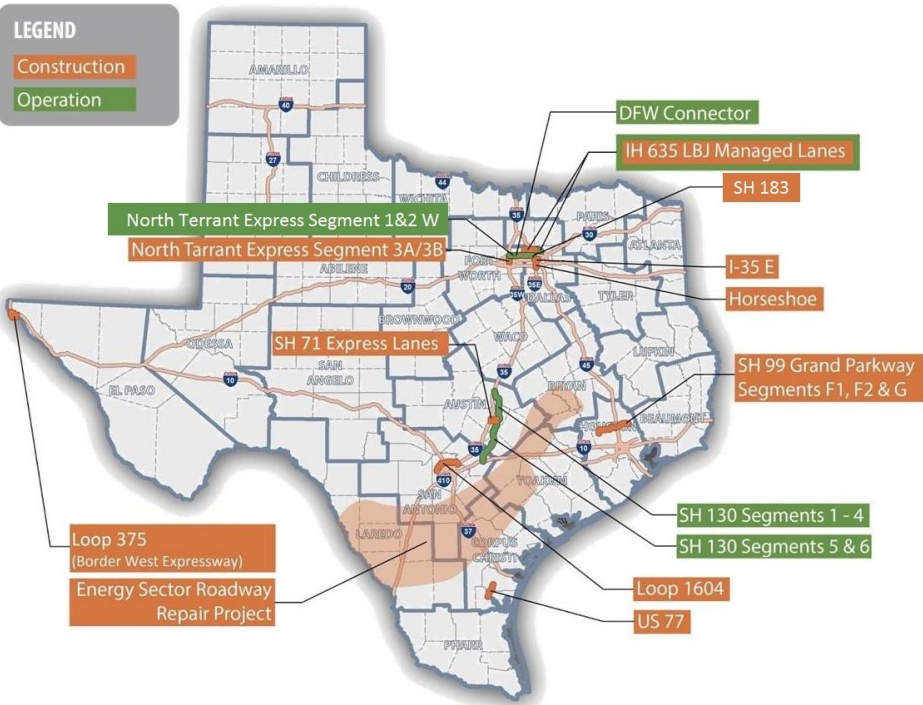 LEGEND
Construction
Operation
AMARILLO
40
27
CHILDRESS
44
WICHITA
DFW Connector
IH 635 LBJ Managed Lanes
SH 183
35
PARIS
30
ATLANTA
North Terrant Express Segment 1&2 W
North Tarrant Express Segment 3A/3B
FORT
WORTH
I-35 E
Horseshoe
ABILENE
20
35W
35E
DALLAS
TYLER
BROWNWOOD
WACO
ODESSA
SH 71 Express Lanes
SAN
ANGELO
35
45
LUFKIN
EL PASO
10
BRYAN
SH 99 Grand Parkway
Segments F1, F2 & G
AUSTIN
BEAUMONT
35
10
410
YOAKUM
SAN
ANTONIO
LAREDO
37
CORPUS
CHRISTI
SH 130 Segments 1 - 4
SH 130 Segments 5 & 6
Loop 375
(Border West Expressway)
Energy Sector Roadway
Repair Project
Loop 1604
US 77
PHARR